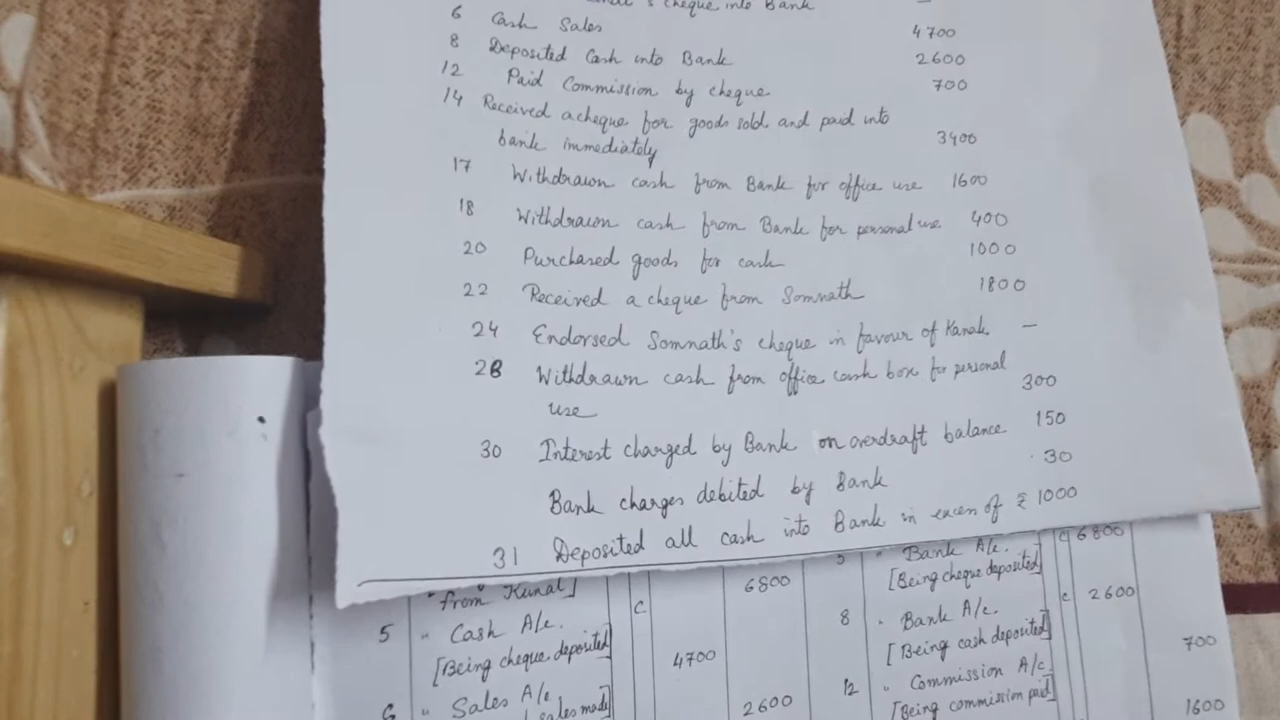 's cheque into Bank -
6 Cash Sales 4700
8 Deposited Cash into Bank 2600
12 Paid Commission by cheque 700
14 Received a cheque for goods sold and paid into
bank immediately 3400
17 Withdrawn cash from Bank for office use 1600
18 Withdrawn cash from Bank for personal use. 400
20 Purchased goods for cash 1000
22 Received a cheque from Somnath 1800
24 Endorsed Somnath's cheque in favour of Kanak. -
28 Withdrawn cash from office cash box for personal
use 300
30 Interest charged by Bank on overdraft balance 150
Bank charges debited by Bank 30
31 Deposited all cash into Bank in excess of ₹ 1000
from Kunal] 6800
5 " Cash A/c. C
[Being cheque deposited] 4700
6 " Sales A/c
sales made] 2600
5 " Bank A/c. C 6800
[Being cheque deposited]
8 " Bank A/c. c 2600
[Being cash deposited]
12 " Commission A/c. 700
[Being commission paid]
1600